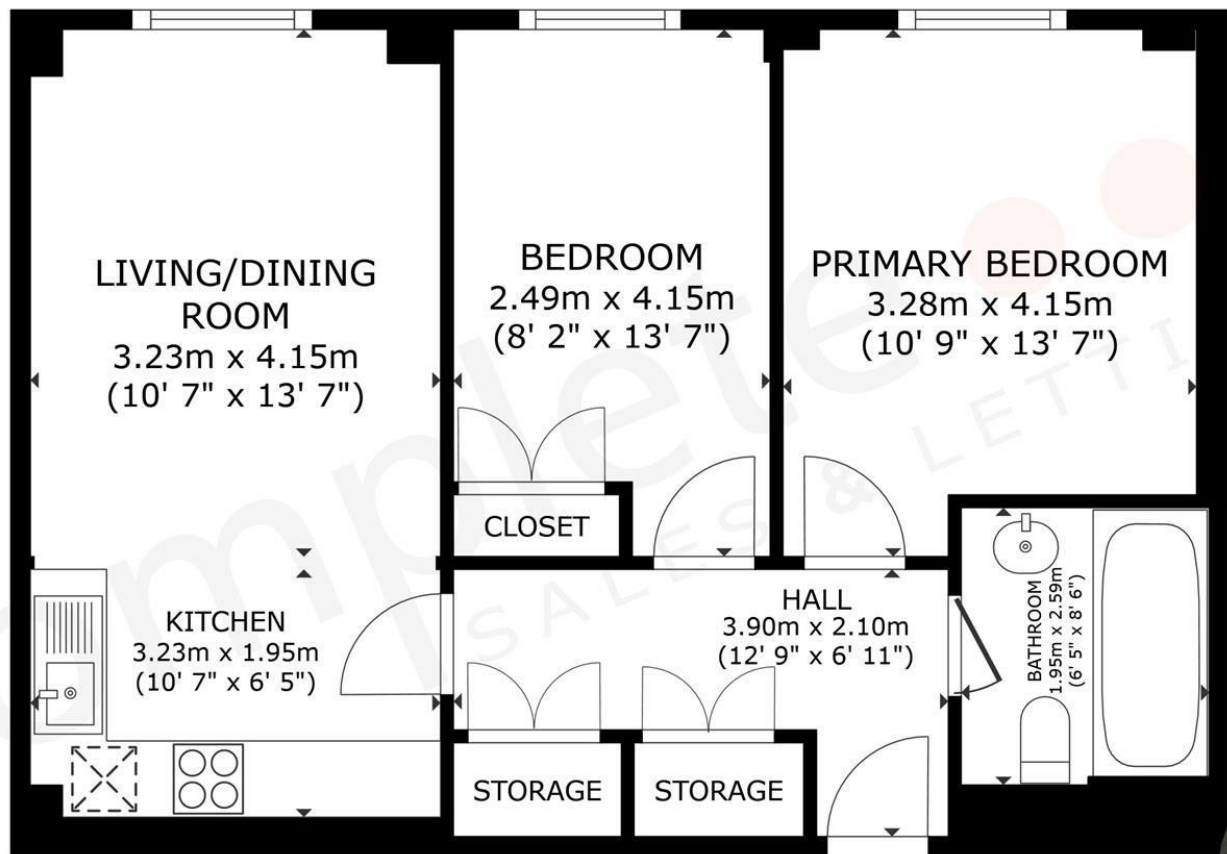 LIVING/DINING
ROOM
3.23m x 4.15m
(10' 7" x 13' 7")
BEDROOM
2.49m x 4.15m
(8' 2" x 13' 7")
PRIMARY BEDROOM
3.28m x 4.15m
(10' 9" x 13' 7")
CLOSET
KITCHEN
3.23m x 1.95m
(10' 7" x 6' 5")
HALL
3.90m x 2.10m
(12' 9" x 6' 11")
BATHROOM
1.95m x 2.59m
(6' 5" x 8' 6")
STORAGE
STORAGE
omplete
SALES & LETTI